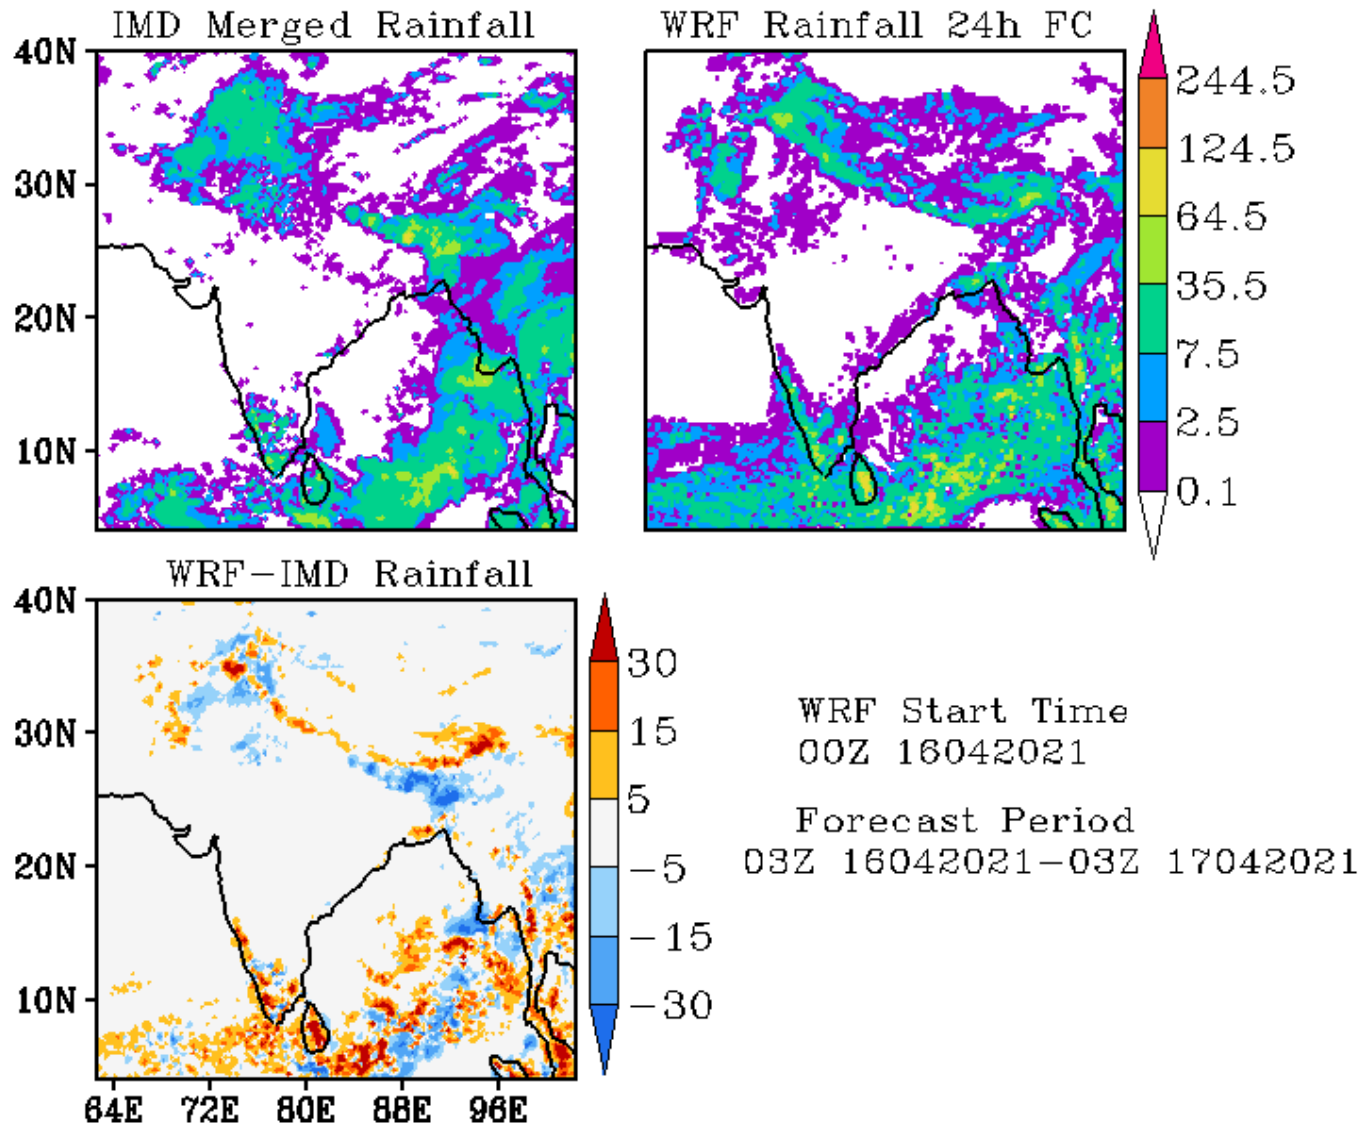 IMD Merged Rainfall
WRF Rainfall 24h FC
40N
30N
20N
10N
244.5
124.5
64.5
35.5
7.5
2.5
0.1
WRF-IMD Rainfall
40N
30N
20N
10N
64E 72E 80E 88E 96E
30
15
5
-5
-15
-30
WRF Start Time
00Z 16042021
Forecast Period
03Z 16042021-03Z 17042021